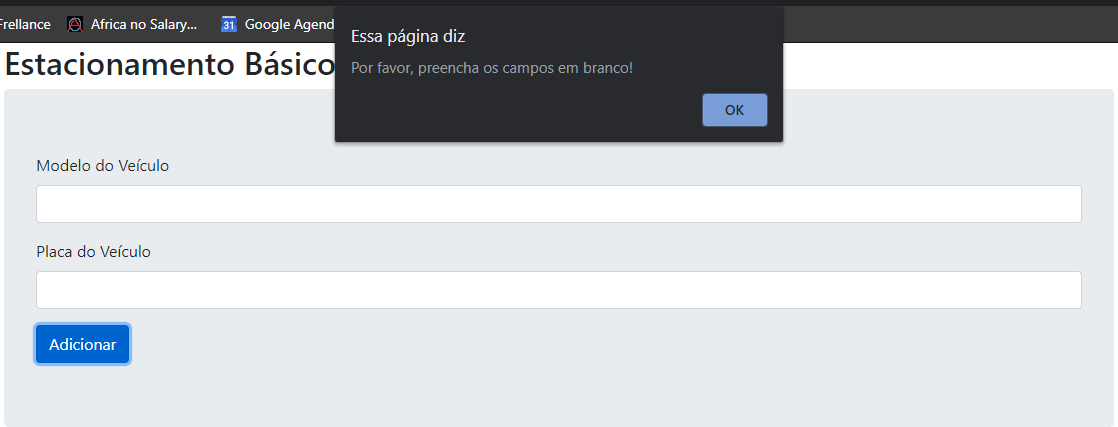 Frellance Africa no Salary... 31 Google Agend
Essa página diz
Por favor, preencha os campos em branco!
OK
Estacionamento Básico
Modelo do Veículo
Placa do Veículo
Adicionar